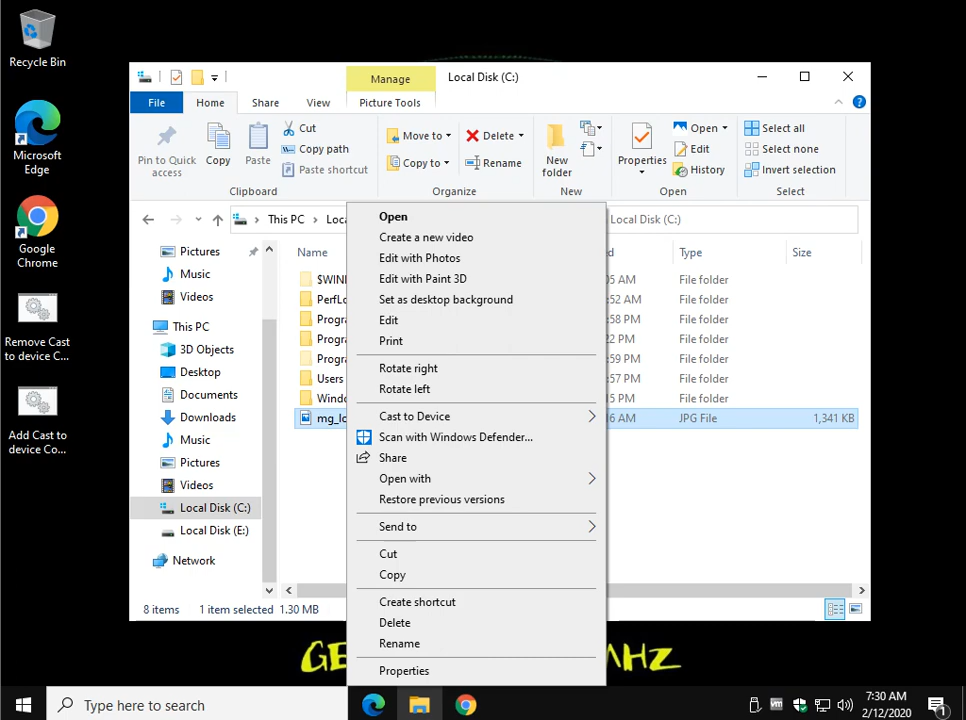 Recycle Bin
Microsoft
Edge
Google
Chrome
Remove Cast
to device C...
Add Cast to
device Co...
Manage
Local Disk (C:)
File
Home
Share
View
Picture Tools
Pin to Quick
access
Copy
Paste
Cut
Copy path
Paste shortcut
Clipboard
Move to
Copy to
Delete
Rename
Organize
New
folder
New
Properties
Open
Edit
History
Open
Select all
Select none
Invert selection
Select
This PC
Local Disk (C:)
Pictures
Music
Videos
This PC
3D Objects
Desktop
Documents
Downloads
Music
Pictures
Videos
Local Disk (C:)
Local Disk (E:)
Network
Name
Type
Size
File folder
File folder
File folder
File folder
File folder
Users
File folder
File folder
JPG File
1,341 KB
Open
Create a new video
Edit with Photos
Edit with Paint 3D
Set as desktop background
Edit
Print
Rotate right
Rotate left
Cast to Device
Scan with Windows Defender...
Share
Open with
Restore previous versions
Send to
Cut
Copy
Create shortcut
Delete
Rename
Properties
8 items
1 item selected
1.30 MB
Type here to search
7:30 AM
2/12/2020
1